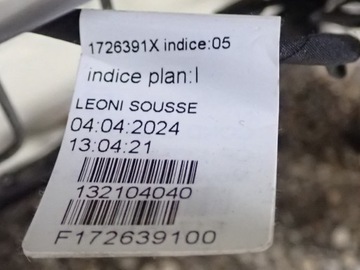 1726391X indice:05
indice plan:I
LEONI SOUSSE
04:04:2024
13:04:21
132104040
F172639100